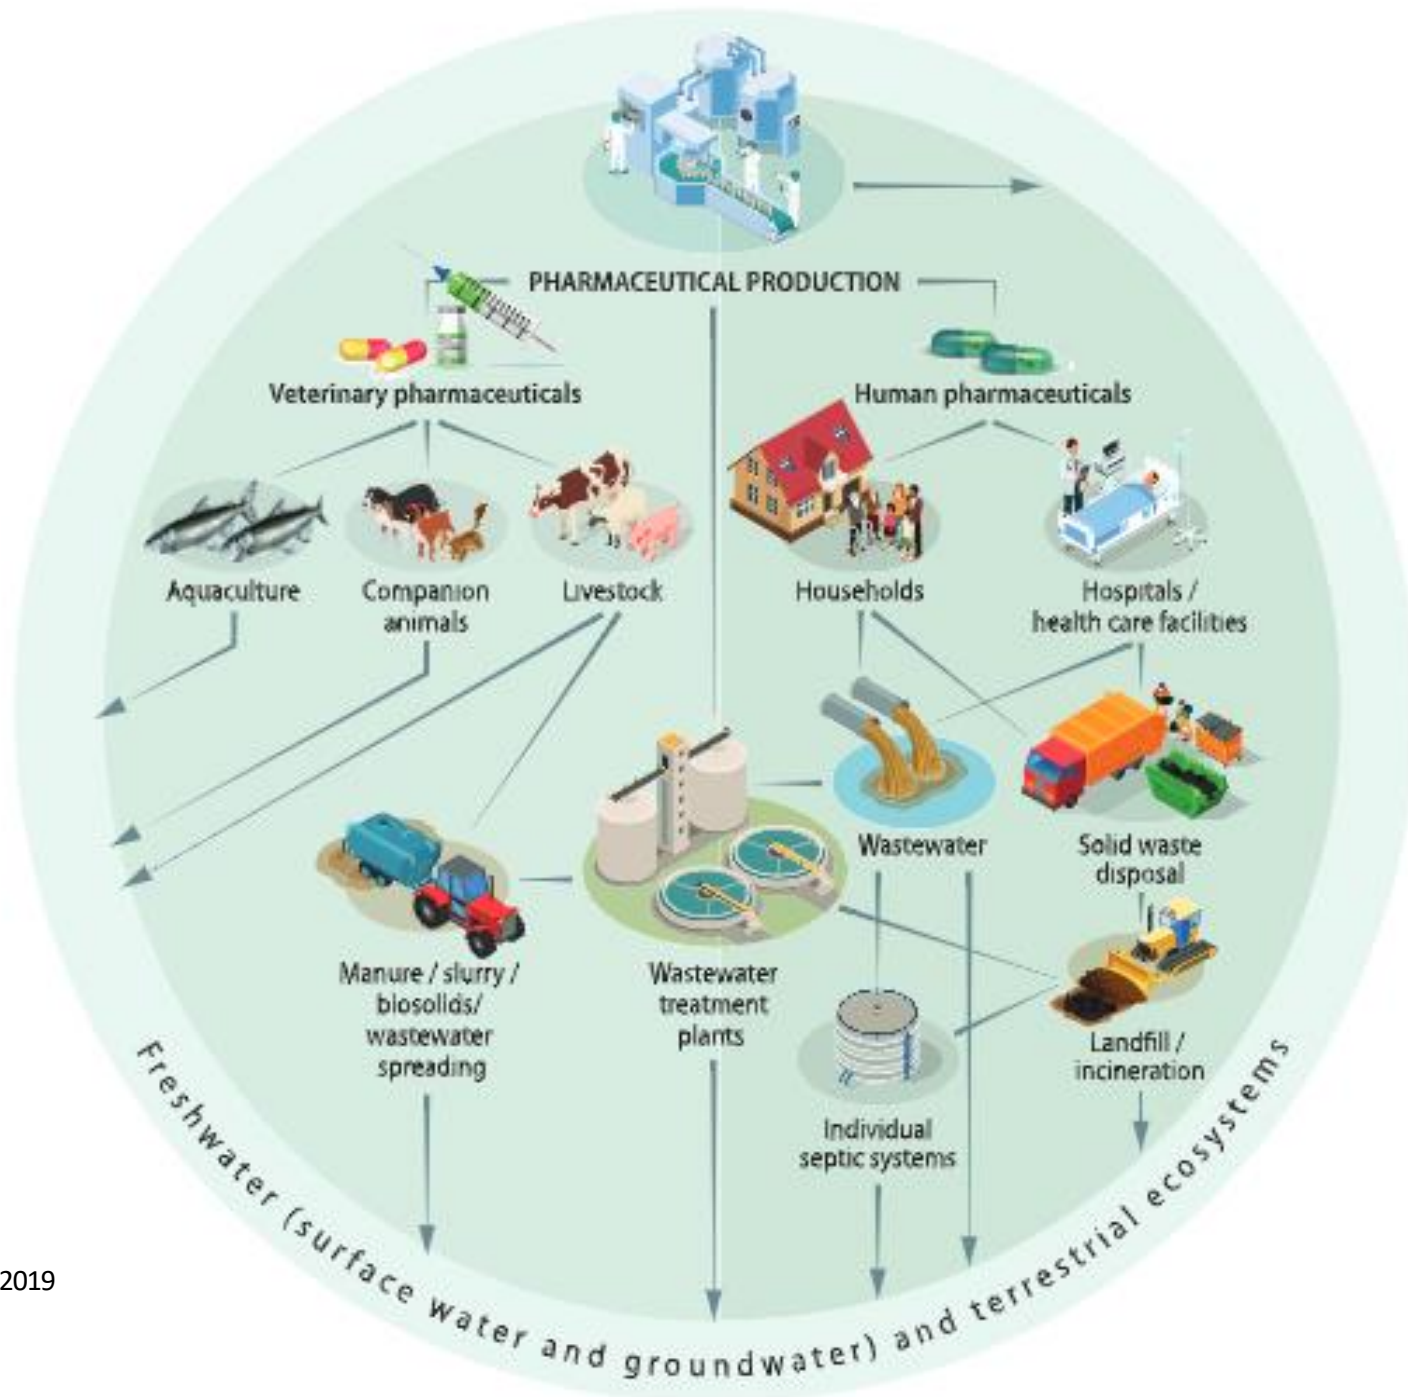 PHARMACEUTICAL PRODUCTION
Veterinary pharmaceuticals
Human pharmaceuticals
Aquaculture
Companion
animals
Livestock
Households
Hospitals /
health care facilities
Wastewater
Solid waste
disposal
Manure / slurry /
biosolids/
wastewater
spreading
Wastewater
treatment
plants
Landfill /
incineration
Individual
septic systems
Freshwater (surface water and groundwater) and terrestrial ecosystems
2019